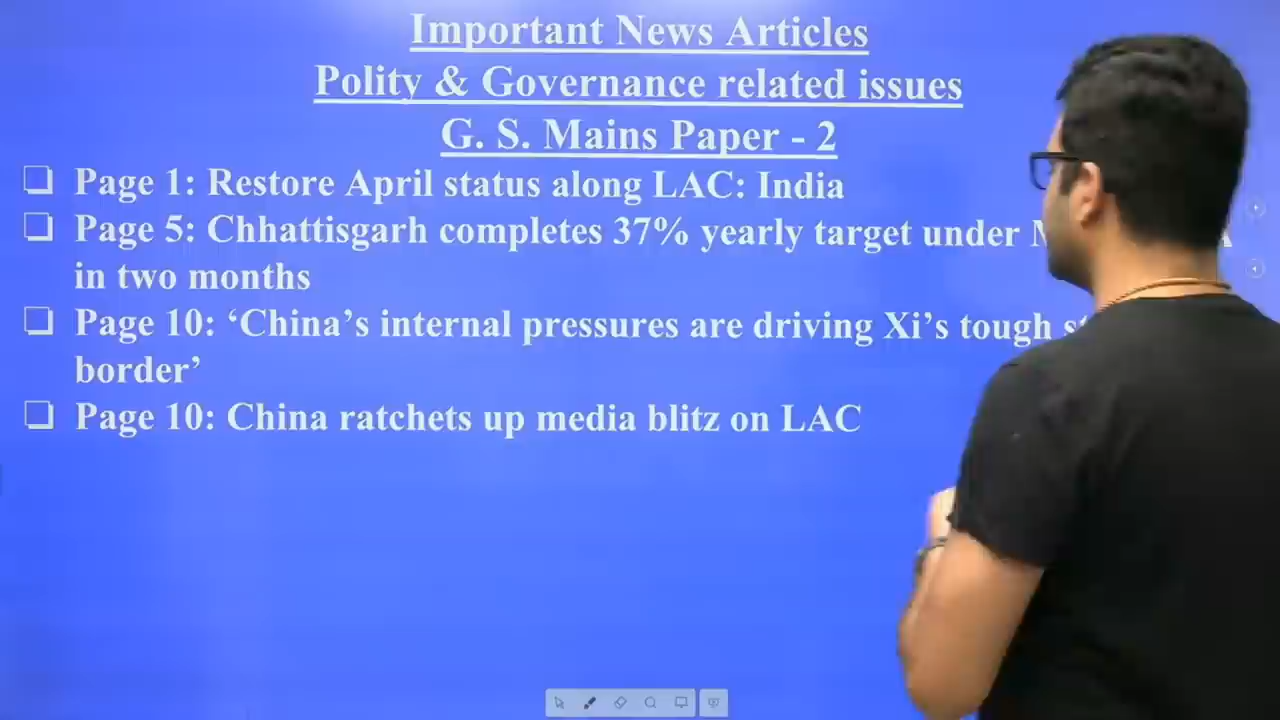 Important News Articles
Polity & Governance related issues
G. S. Mains Paper - 2
❑ Page 1: Restore April status along LAC: India
❑ Page 5: Chhattisgarh completes 37% yearly target under
in two months
❑ Page 10: ‘China’s internal pressures are driving Xi’s tough
border’
❑ Page 10: China ratchets up media blitz on LAC